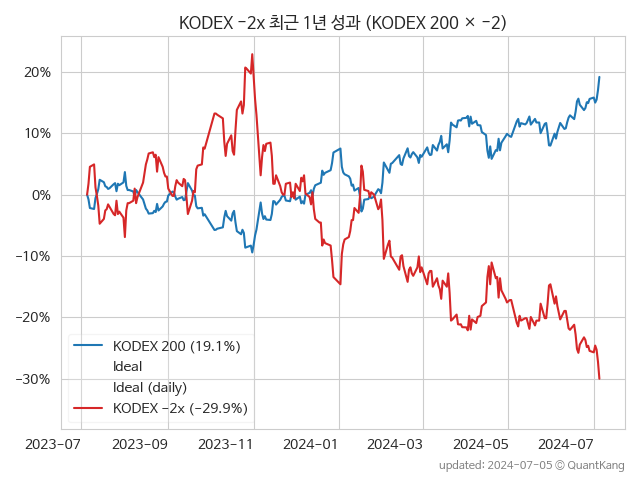 KODEX −2x 최근 1년 성과 (KODEX 200 × −2)
20%
10%
0%
−10%
−20%
−30%
KODEX 200 (19.1%)
Ideal
Ideal (daily)
KODEX −2x (−29.9%)
2023−07 2023−09 2023−11 2024−01 2024−03 2024−05 2024−07
updated: 2024−07−05 © QuantKang